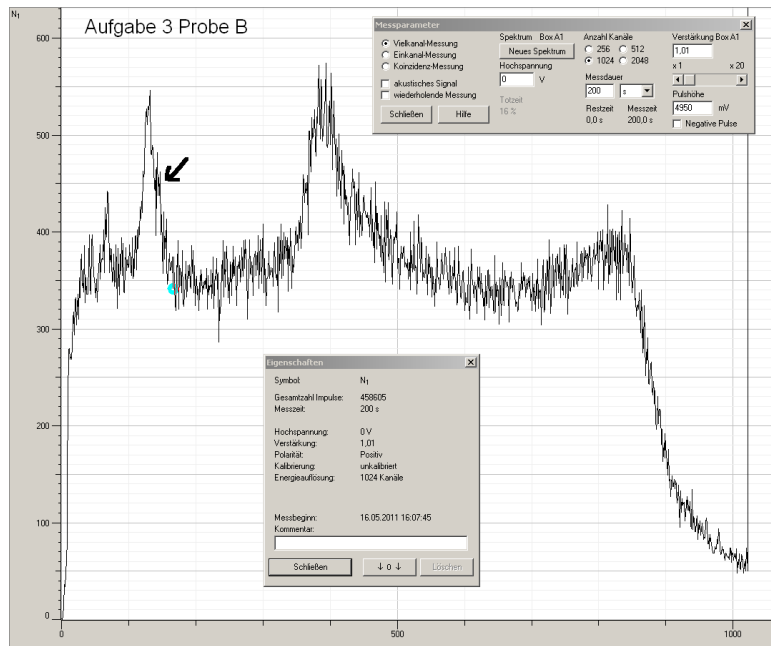 N1
Aufgabe 3 Probe B
600
500
400
300
200
100
0
0
500
1000
Messparameter
Vielkanal-Messung
Einkanal-Messung
Koinzidenz-Messung
akustisches Signal
wiederholende Messung
Schließen
Hilfe
Spektrum Box A1
Neues Spektrum
Hochspannung
0 V
Totzeit
16 %
Anzahl Kanäle
256 512
1024 2048
Messdauer
200 s
Restzeit Messzeit
0,0 s 200,0 s
Verstärkung Box A1
1,01
x 1 x 20
Pulshöhe
4950 mV
Negative Pulse
Eigenschaften
Symbol: N1
Gesamtzahl Impulse: 458605
Messzeit: 200 s
Hochspannung: 0 V
Verstärkung: 1,01
Polarität: Positiv
Kalibrierung: unkalibriert
Energieauflösung: 1024 Kanäle
Messbeginn: 16.05.2011 16:07:45
Kommentar:
Schließen
↓ 0 ↓
Löschen